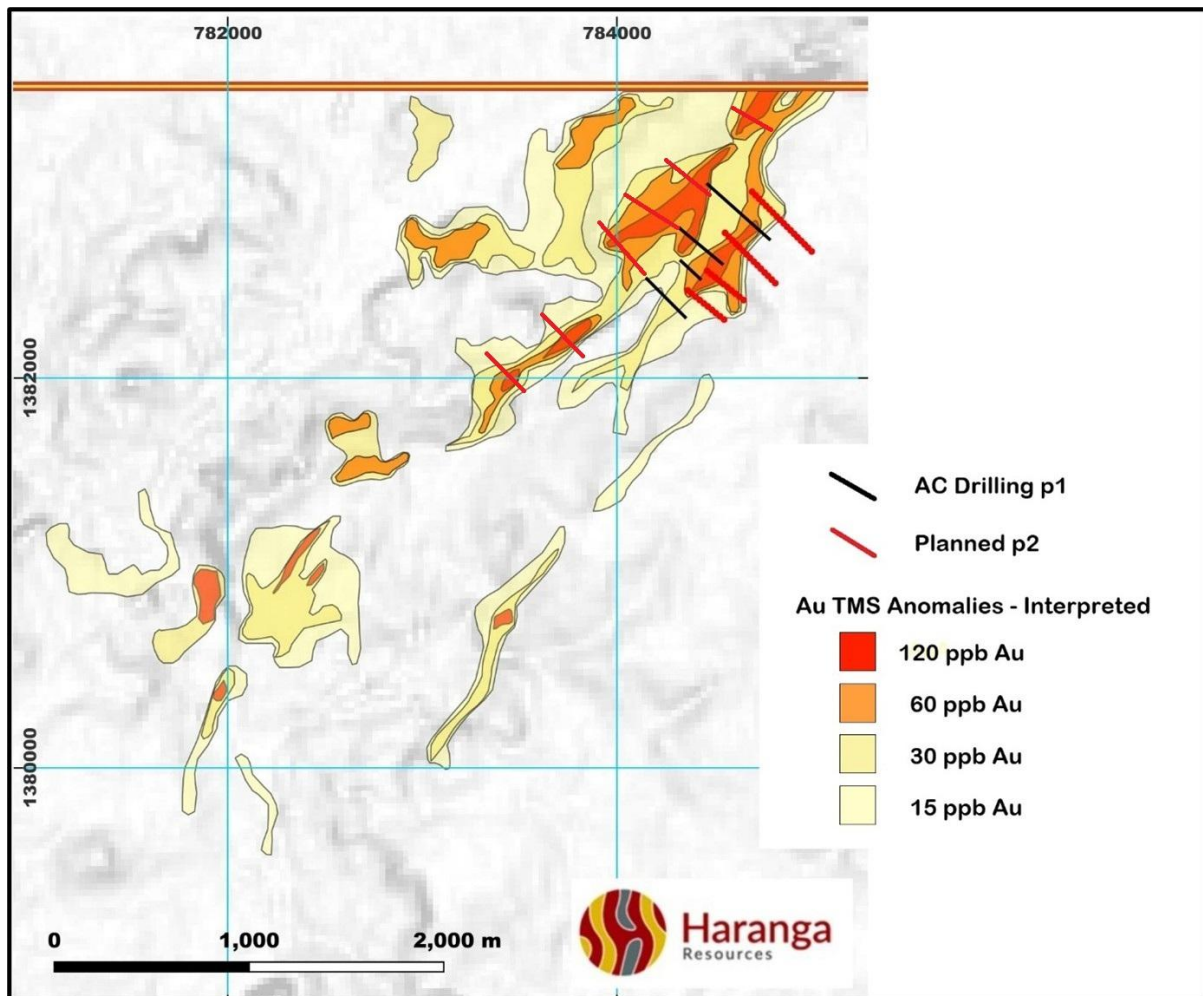 782000
784000
1382000
1380000
AC Drilling p1
Planned p2
Au TMS Anomalies - Interpreted
120 ppb Au
60 ppb Au
30 ppb Au
15 ppb Au
0
1,000
2,000 m
Haranga
Resources